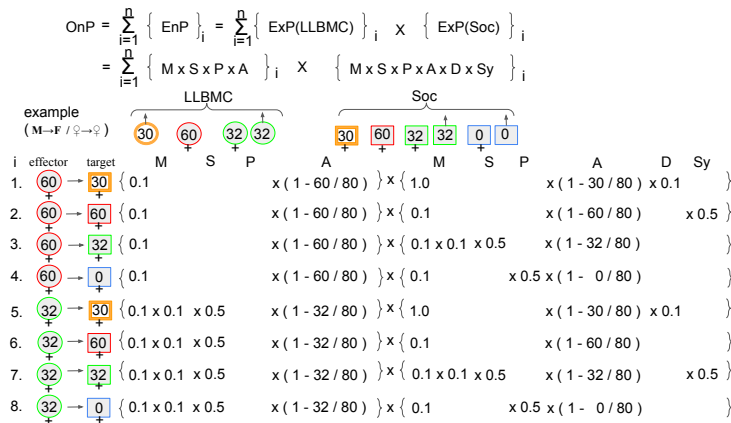 OnP = n Σ i=1 { EnP } i = n Σ i=1 { ExP(LLBMC) } i X { ExP(Soc) } i
= n Σ i=1 { M x S x P x A } i X { M x S x P x A x D x Sy } i
LLBMC Soc
example
( M→F / ♀→♀ )
30 60 32 32 30 60 32 32 0 0
+ + + + +
i effector target M S P A M S P A D Sy
1. 60 → 30 { 0.1 x ( 1 - 60 / 80 ) } x { 1.0 x ( 1 - 30 / 80 ) x 0.1 }
+ +
2. 60 → 60 { 0.1 x ( 1 - 60 / 80 ) } x { 0.1 x ( 1 - 60 / 80 ) x 0.5 }
+ +
3. 60 → 32 { 0.1 x ( 1 - 60 / 80 ) } x { 0.1 x 0.1 x 0.5 x ( 1 - 32 / 80 ) }
+ +
4. 60 → 0 { 0.1 x ( 1 - 60 / 80 ) } x { 0.1 x 0.5 x ( 1 - 0 / 80 ) }
+ +
5. 32 → 30 { 0.1 x 0.1 x 0.5 x ( 1 - 32 / 80 ) } x { 1.0 x ( 1 - 30 / 80 ) x 0.1 }
+ +
6. 32 → 60 { 0.1 x 0.1 x 0.5 x ( 1 - 32 / 80 ) } x { 0.1 x ( 1 - 60 / 80 ) }
+ +
7. 32 → 32 { 0.1 x 0.1 x 0.5 x ( 1 - 32 / 80 ) } x { 0.1 x 0.1 x 0.5 x ( 1 - 32 / 80 ) x 0.5 }
+ +
8. 32 → 0 { 0.1 x 0.1 x 0.5 x ( 1 - 32 / 80 ) } x { 0.1 x 0.5 x ( 1 - 0 / 80 ) }
+ +